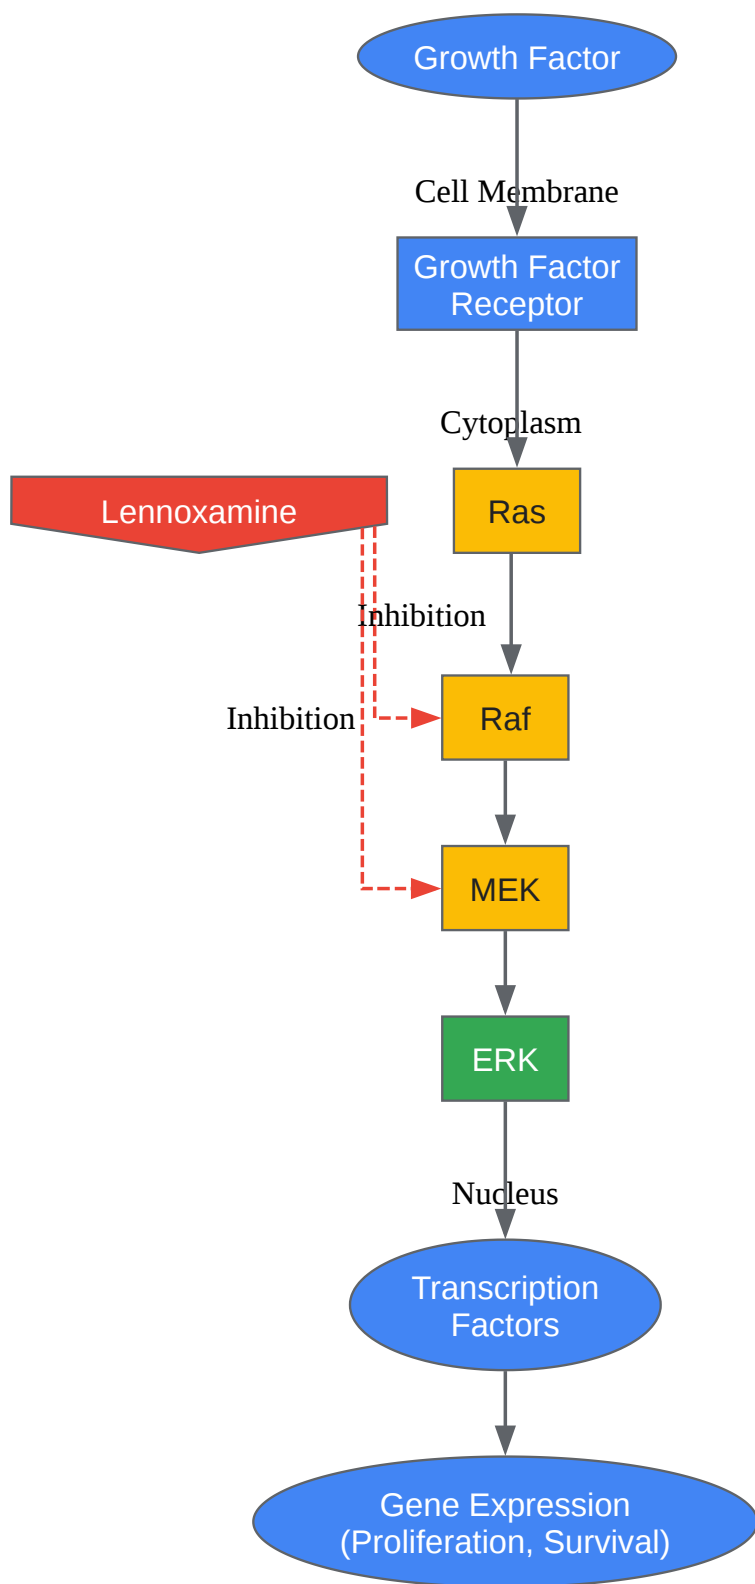 Growth Factor
Cell Membrane
Growth Factor
Receptor
Cytoplasm
Lennoxamine
Ras
Inhibition
Inhibition
Raf
MEK
ERK
Nucleus
Transcription
Factors
Gene Expression
(Proliferation, Survival)